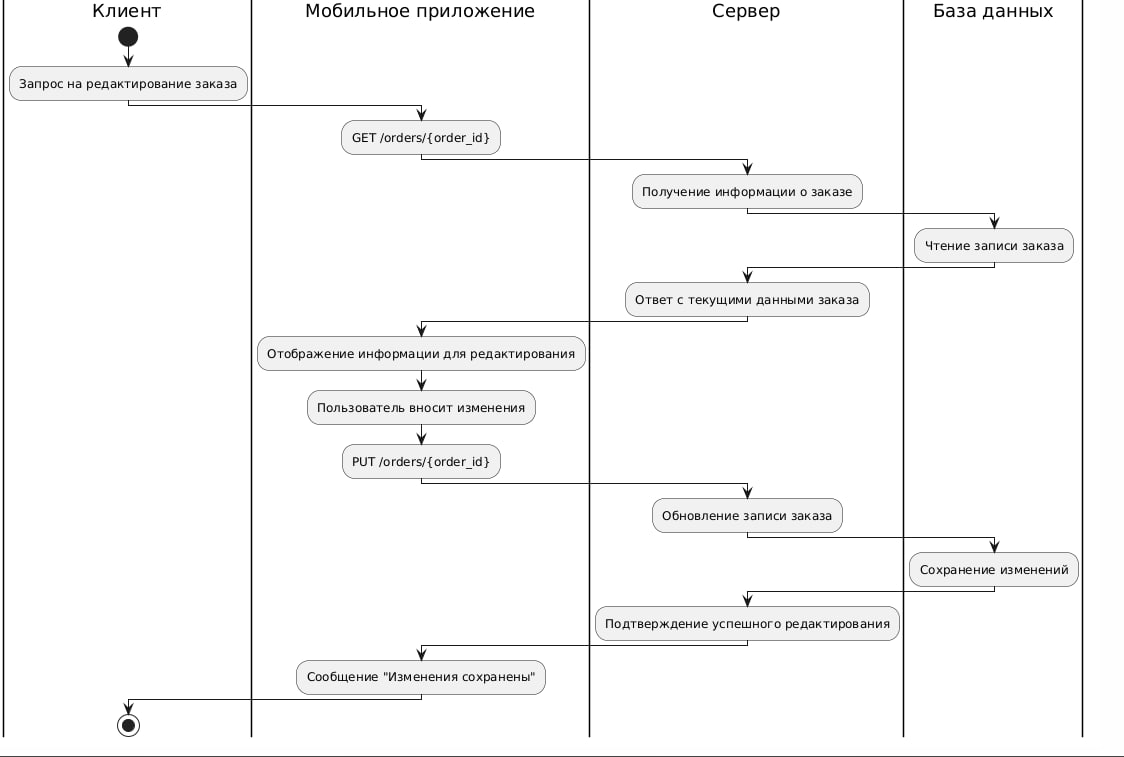 Клиент
Мобильное приложение
Сервер
База данных
Запрос на редактирование заказа
GET /orders/{order_id}
Получение информации о заказе
Чтение записи заказа
Ответ с текущими данными заказа
Отображение информации для редактирования
Пользователь вносит изменения
PUT /orders/{order_id}
Обновление записи заказа
Сохранение изменений
Подтверждение успешного редактирования
Сообщение "Изменения сохранены"